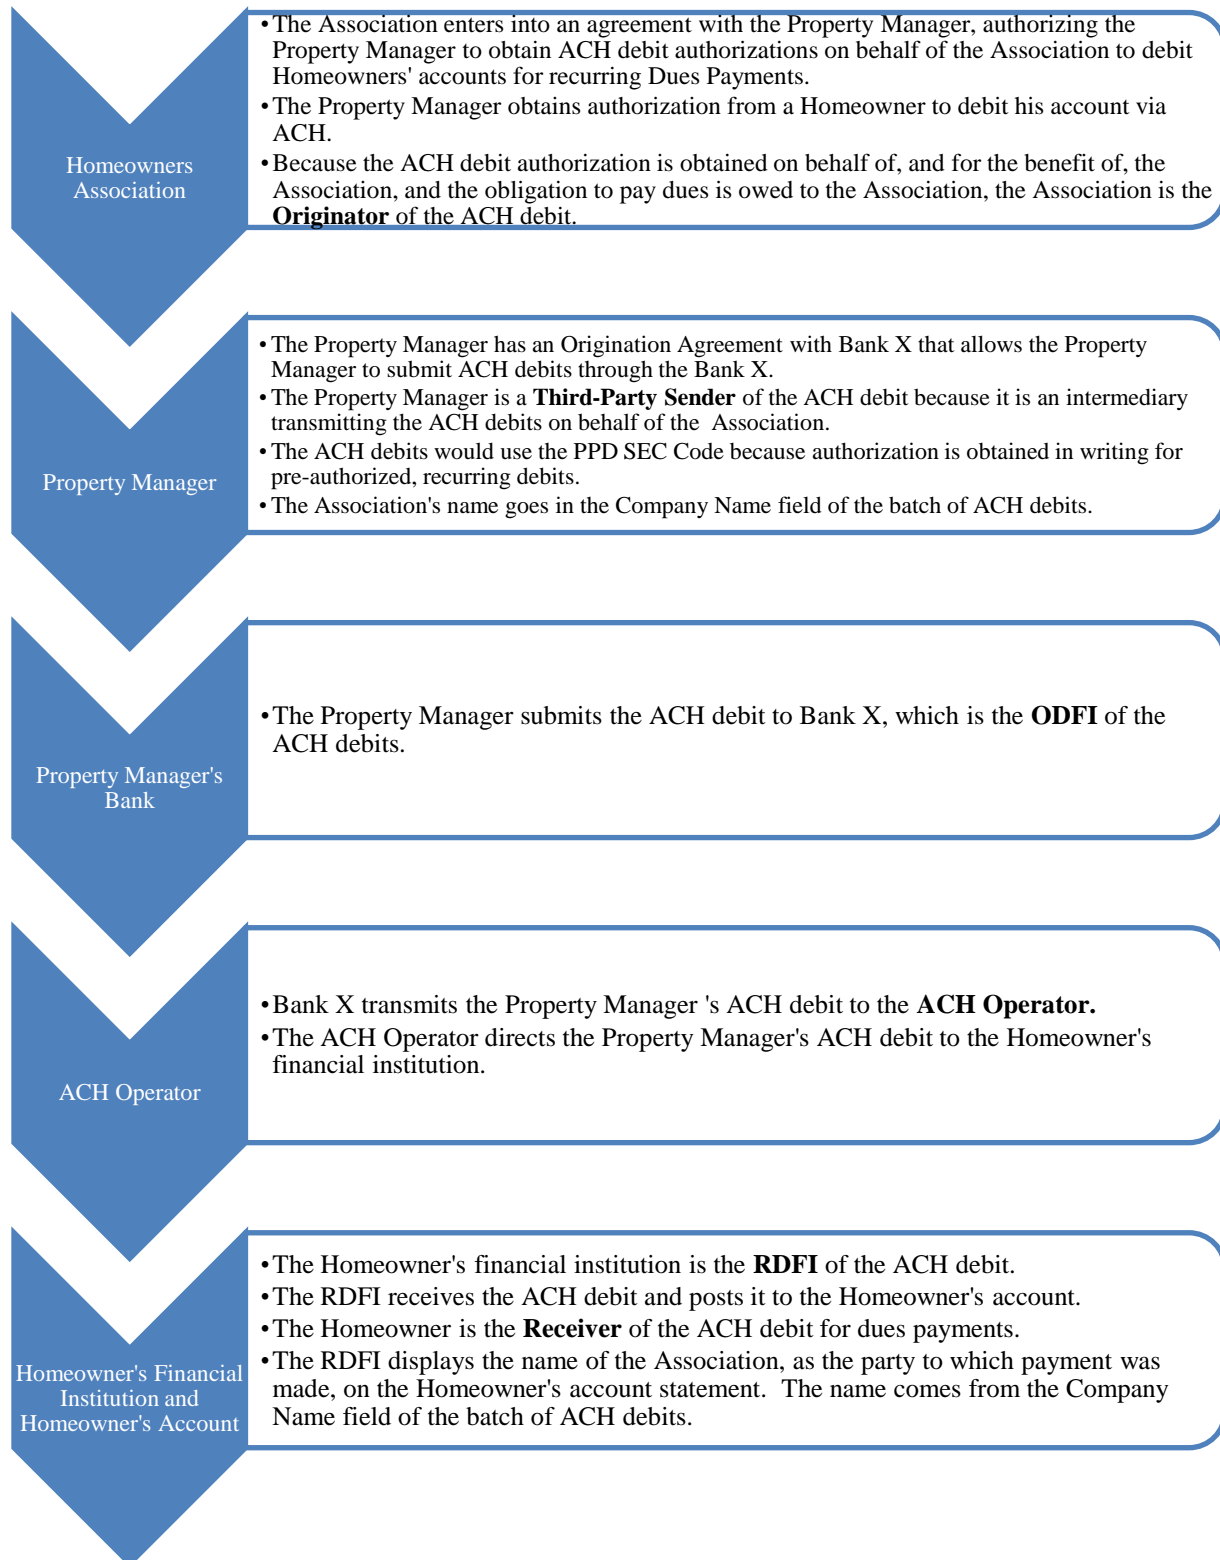 Homeowners
Association
•The Association enters into an agreement with the Property Manager, authorizing the
Property Manager to obtain ACH debit authorizations on behalf of the Association to debit
Homeowners' accounts for recurring Dues Payments.
•The Property Manager obtains authorization from a Homeowner to debit his account via
ACH.
•Because the ACH debit authorization is obtained on behalf of, and for the benefit of, the
Association, and the obligation to pay dues is owed to the Association, the Association is the
Originator of the ACH debit.
Property Manager
•The Property Manager has an Origination Agreement with Bank X that allows the Property
Manager to submit ACH debits through the Bank X.
•The Property Manager is a Third-Party Sender of the ACH debit because it is an intermediary
transmitting the ACH debits on behalf of the  Association.
•The ACH debits would use the PPD SEC Code because authorization is obtained in writing for
pre-authorized, recurring debits.
•The Association's name goes in the Company Name field of the batch of ACH debits.
Property Manager's
Bank
•The Property Manager submits the ACH debit to Bank X, which is the ODFI of the
ACH debits.
ACH Operator
•Bank X transmits the Property Manager 's ACH debit to the ACH Operator.
•The ACH Operator directs the Property Manager's ACH debit to the Homeowner's
financial institution.
Homeowner's Financial
Institution and
Homeowner's Account
•The Homeowner's financial institution is the RDFI of the ACH debit.
•The RDFI receives the ACH debit and posts it to the Homeowner's account.
•The Homeowner is the Receiver of the ACH debit for dues payments.
•The RDFI displays the name of the Association, as the party to which payment was
made, on the Homeowner's account statement.  The name comes from the Company
Name field of the batch of ACH debits.